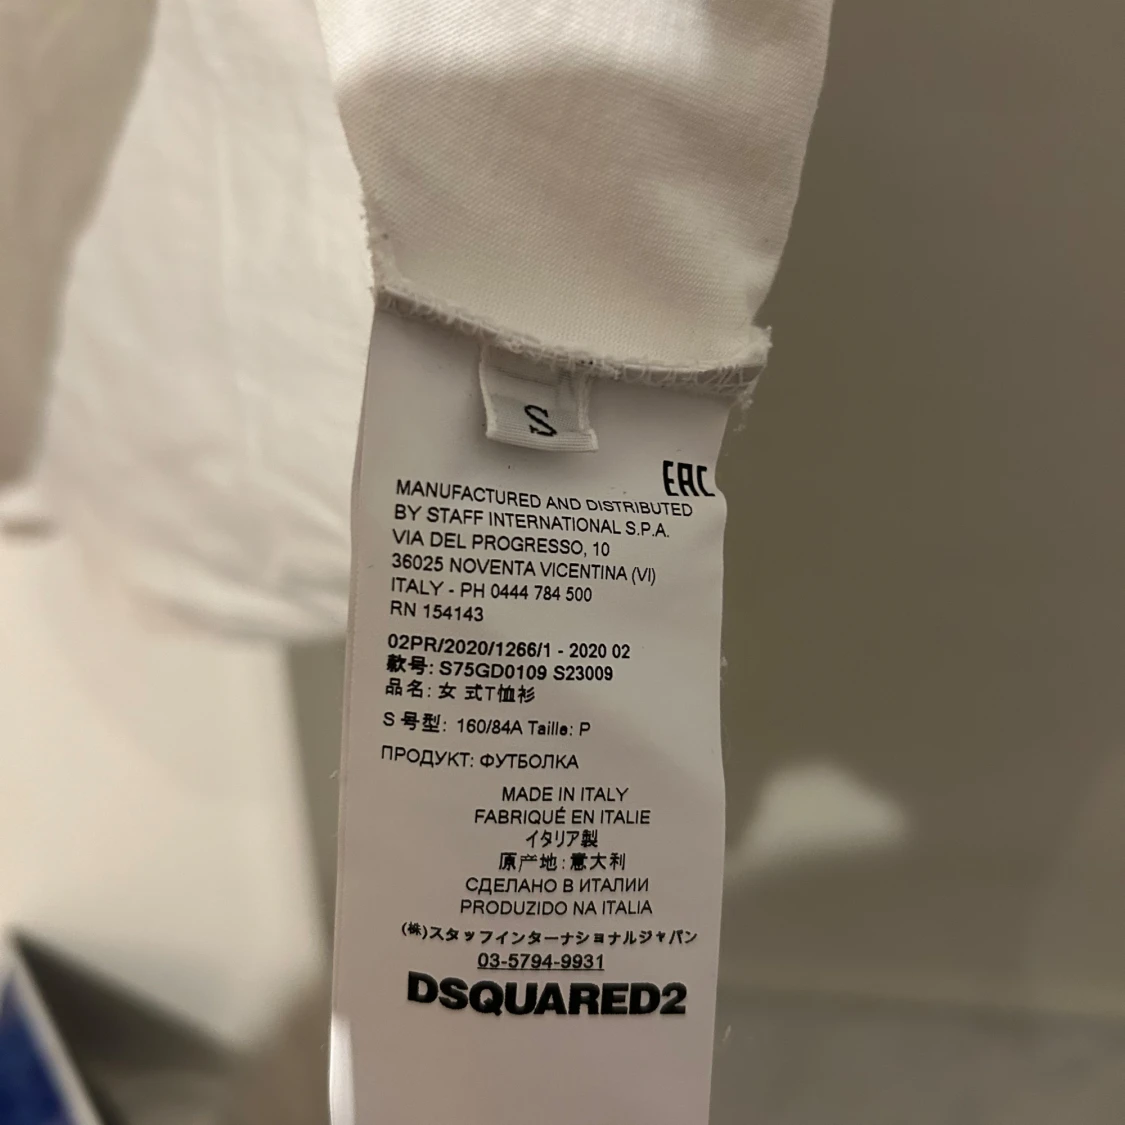 S
EAC
MANUFACTURED AND DISTRIBUTED
BY STAFF INTERNATIONAL S.P.A.
VIA DEL PROGRESSO, 10
36025 NOVENTA VICENTINA (VI)
ITALY - PH 0444 784 500
RN 154143
02PR/2020/1266/1 - 2020 02
款号: S75GD0109 S23009
品名: 女 式T恤衫
S 号型: 160/84A Taille: P
ПРОДУКТ: ФУТБОЛКА
MADE IN ITALY
FABRIQUÉ EN ITALIE
イタリア製
原产地:意大利
СДЕЛАНО В ИТАЛИИ
PRODUZIDO NA ITALIA
(株)スタッフインターナショナルジャパン
03-5794-9931
DSQUARED2